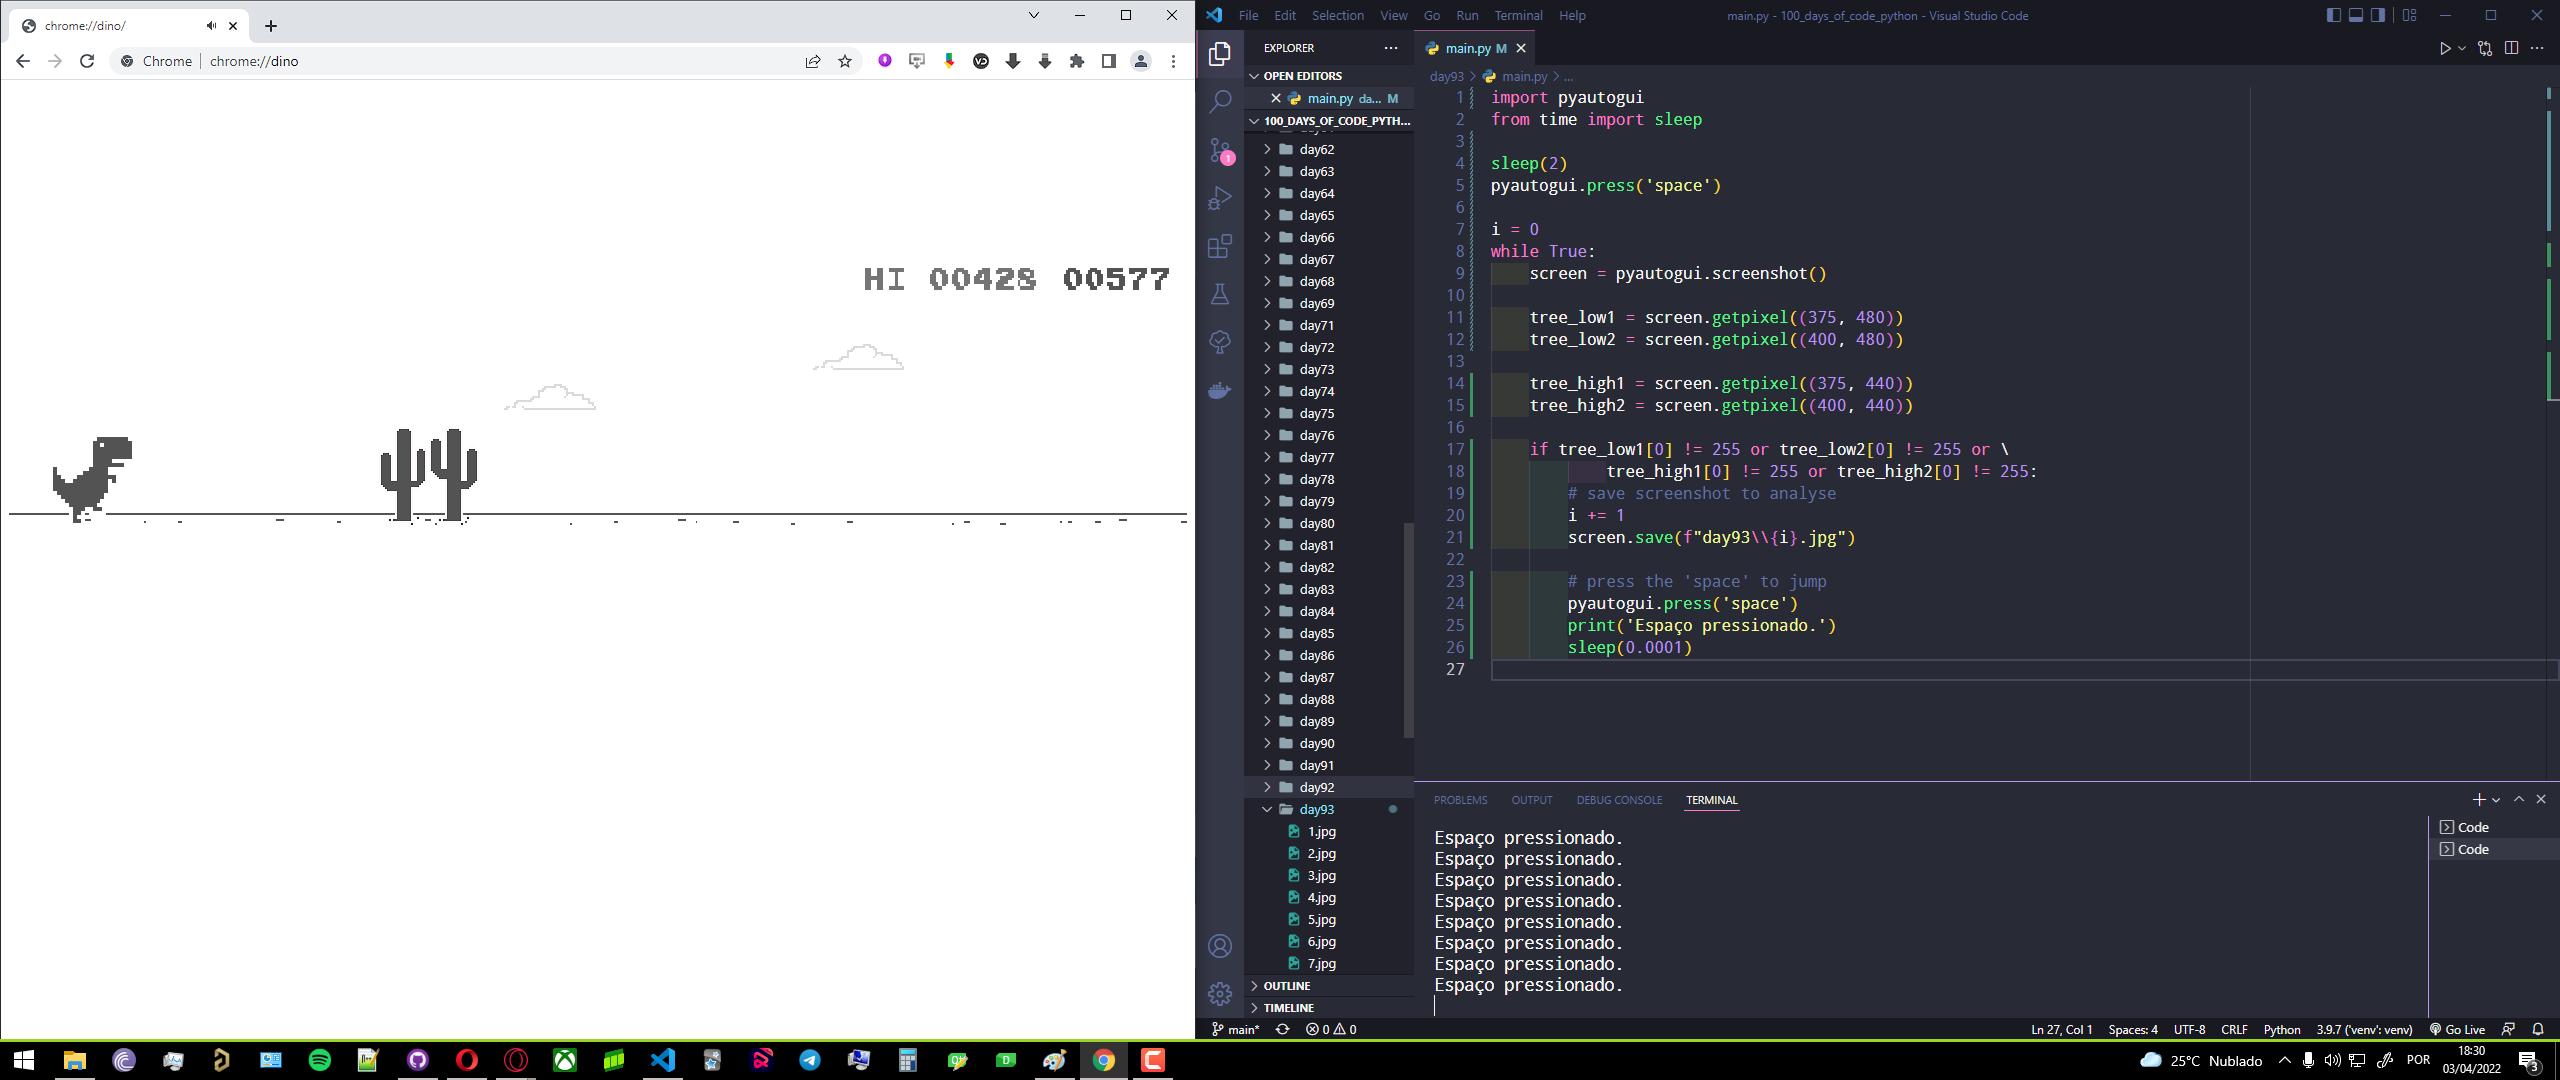 chrome://dino/
Chrome
chrome://dino
HI 00428 00577
File Edit Selection View Go Run Terminal Help
main.py - 100_days_of_code_python - Visual Studio Code
EXPLORER
OPEN EDITORS
main.py da... M
100_DAYS_OF_CODE_PYTH...
day62
day63
day64
day65
day66
day67
day68
day69
day71
day72
day73
day74
day75
day76
day77
day78
day79
day80
day81
day82
day83
day84
day85
day86
day87
day88
day89
day90
day91
day92
day93
1.jpg
2.jpg
3.jpg
4.jpg
5.jpg
6.jpg
7.jpg
OUTLINE
TIMELINE
1
main.py M
day93 > main.py > ...
1 import pyautogui
2 from time import sleep
3
4 sleep(2)
5 pyautogui.press('space')
6
7 i = 0
8 while True:
9 screen = pyautogui.screenshot()
10
11 tree_low1 = screen.getpixel((375, 480))
12 tree_low2 = screen.getpixel((400, 480))
13
14 tree_high1 = screen.getpixel((375, 440))
15 tree_high2 = screen.getpixel((400, 440))
16
17 if tree_low1[0] != 255 or tree_low2[0] != 255 or \
18 tree_high1[0] != 255 or tree_high2[0] != 255:
19 # save screenshot to analyse
20 i += 1
21 screen.save(f"day93\\{i}.jpg")
22
23 # press the 'space' to jump
24 pyautogui.press('space')
25 print('Espaço pressionado.')
26 sleep(0.0001)
27
PROBLEMS OUTPUT DEBUG CONSOLE TERMINAL
Espaço pressionado.
Espaço pressionado.
Espaço pressionado.
Espaço pressionado.
Espaço pressionado.
Espaço pressionado.
Espaço pressionado.
Espaço pressionado.
Code
Code
main* 0 0 Ln 27, Col 1 Spaces: 4 UTF-8 CRLF Python 3.9.7 ('venv': venv) Go Live
25°C Nublado
POR
18:30
03/04/2022
3